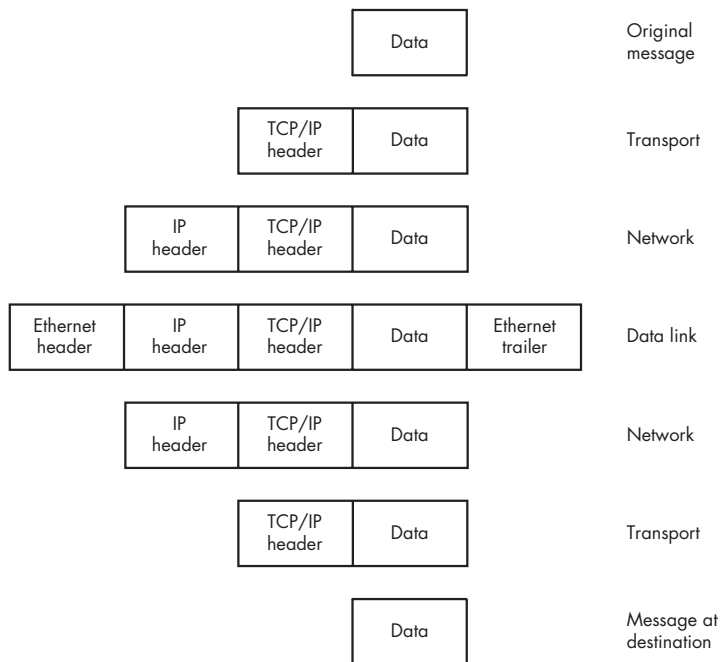 Data
Original
message
TCP/IP
header
Data
Transport
IP
header
TCP/IP
header
Data
Network
Ethernet
header
IP
header
TCP/IP
header
Data
Ethernet
trailer
Data link
IP
header
TCP/IP
header
Data
Network
TCP/IP
header
Data
Transport
Data
Message at
destination